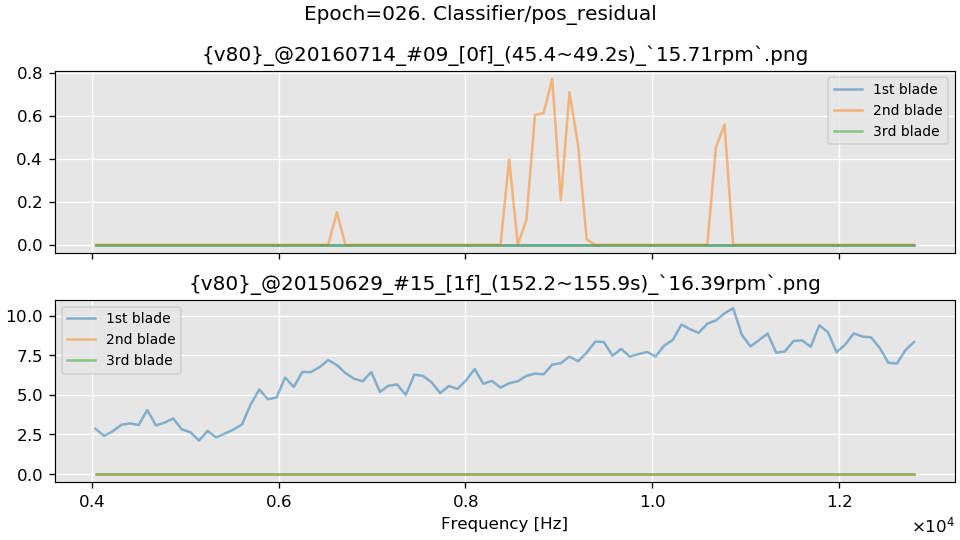 Epoch=026. Classifier/pos_residual
{v80}_@20160714_#09_[0f]_(45.4~49.2s)_`15.71rpm`.png
0.8
0.6
0.4
0.2
0.0
1st blade
2nd blade
3rd blade
{v80}_@20150629_#15_[1f]_(152.2~155.9s)_`16.39rpm`.png
10.0
7.5
5.0
2.5
0.0
1st blade
2nd blade
3rd blade
0.4 0.6 0.8 1.0 1.2
Frequency [Hz]
×10⁴